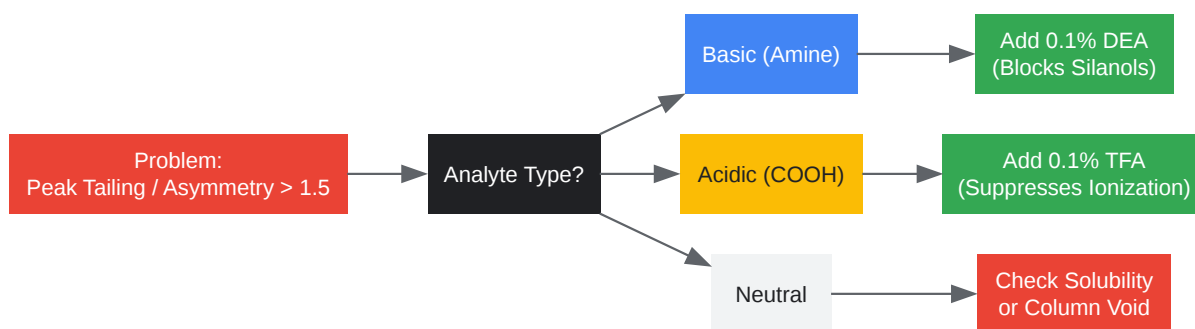 Problem:
Peak Tailing / Asymmetry > 1.5
Analyte Type?
Basic (Amine)
Add 0.1% DEA
(Blocks Silanols)
Acidic (COOH)
Add 0.1% TFA
(Suppresses Ionization)
Neutral
Check Solubility
or Column Void